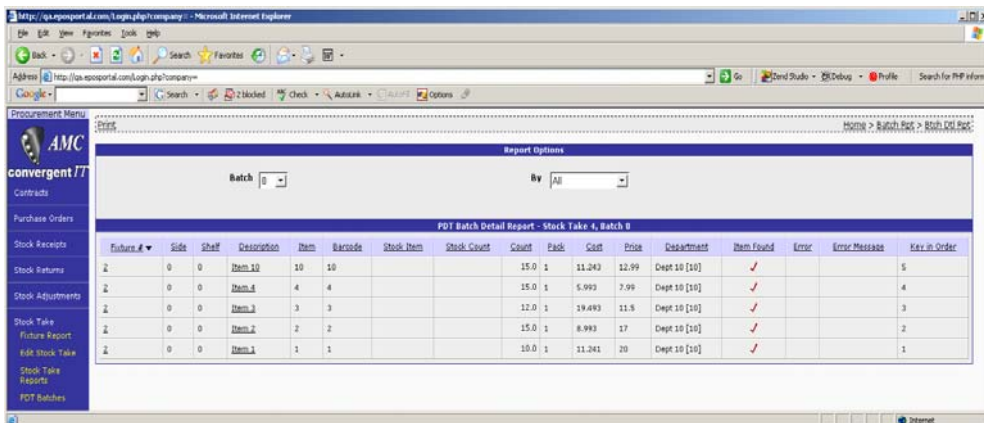 http://qa.eposportal.com/Login.php?company= - Microsoft Internet Explorer
File Edit View Favorites Tools Help
Back Search Favorites
Address http://qa.eposportal.com/Login.php?company= Go Zend Studio Debug Profile Search for PHP inform
Google Search 2 blocked Check AutoLink AutoFill Options
Procurement Menu
AMC
convergent IT
Contracts
Purchase Orders
Stock Receipts
Stock Returns
Stock Adjustments
Stock Take
Fixture Report
Edit Stock Take
Stock Take Reports
PDT Batches
Print Home > Batch Rpt > Btch Dtl Rpt
Report Options
Batch 8 By All
PDT Batch Detail Report - Stock Take 4, Batch 8
Fixture # Side Shelf Description Item Barcode Stock Item Stock Count Count Pack Cost Price Department Item Found Error Error Message Key in Order
2 0 0 Item 10 10 10 15.0 1 11.243 12.99 Dept 10 [10] 5
2 0 0 Item 4 4 4 15.0 1 5.993 7.99 Dept 10 [10] 4
2 0 0 Item 3 3 3 12.0 1 19.493 11.5 Dept 10 [10] 3
2 0 0 Item 2 2 2 15.0 1 8.993 17 Dept 10 [10] 2
2 0 0 Item 1 1 1 10.0 1 11.241 20 Dept 10 [10] 1
Internet